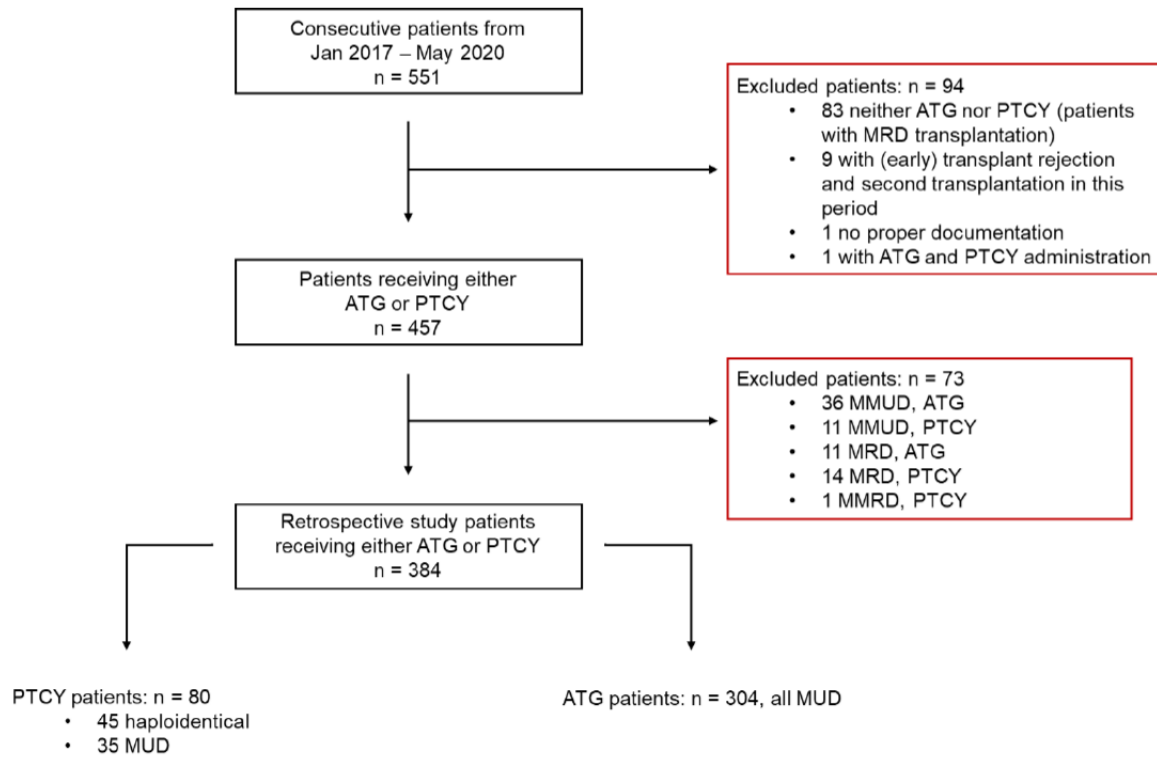 Consecutive patients from
Jan 2017 – May 2020
n = 551
Excluded patients: n = 94
• 83 neither ATG nor PTCY (patients
with MRD transplantation)
• 9 with (early) transplant rejection
and second transplantation in this
period
• 1 no proper documentation
• 1 with ATG and PTCY administration
Patients receiving either
ATG or PTCY
n = 457
Excluded patients: n = 73
• 36 MMUD, ATG
• 11 MMUD, PTCY
• 11 MRD, ATG
• 14 MRD, PTCY
• 1 MMRD, PTCY
Retrospective study patients
receiving either ATG or PTCY
n = 384
PTCY patients: n = 80
• 45 haploidentical
• 35 MUD
ATG patients: n = 304, all MUD